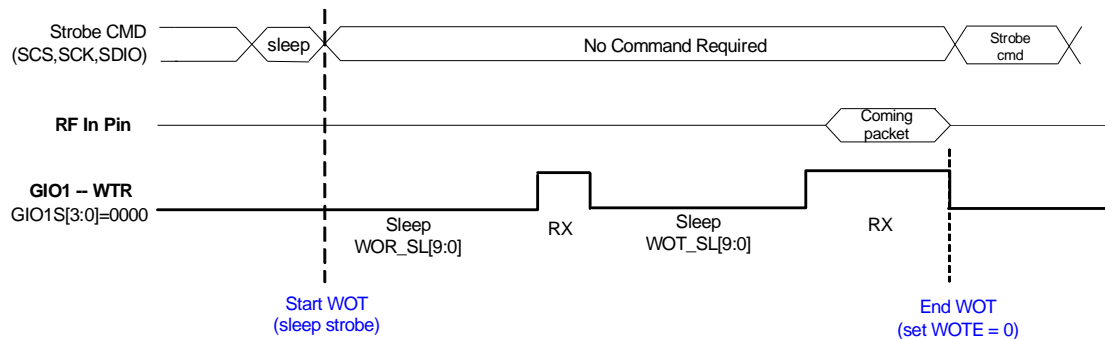 Strobe CMD
(SCS,SCK,SDIO)
sleep
No Command Required
Strobe
cmd
RF In Pin
Coming
packet
GIO1 -- WTR
GIO1S[3:0]=0000
Sleep
WOR_SL[9:0]
RX
Sleep
WOT_SL[9:0]
RX
Start WOT
(sleep strobe)
End WOT
(set WOTE = 0)